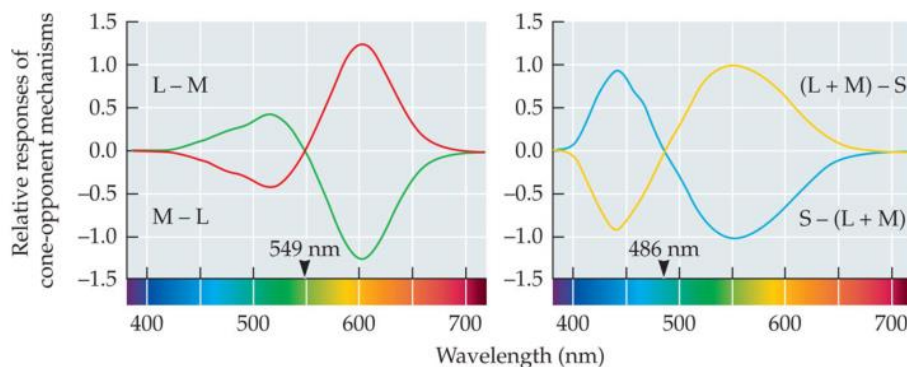 Relative responses of
cone-opponent mechanisms
1.5
1.0
0.5
0.0
–0.5
–1.0
–1.5
L – M
M – L
549 nm
400
500
600
700
1.5
1.0
0.5
0.0
–0.5
–1.0
–1.5
(L + M) – S
S – (L + M)
486 nm
400
500
600
700
Wavelength (nm)